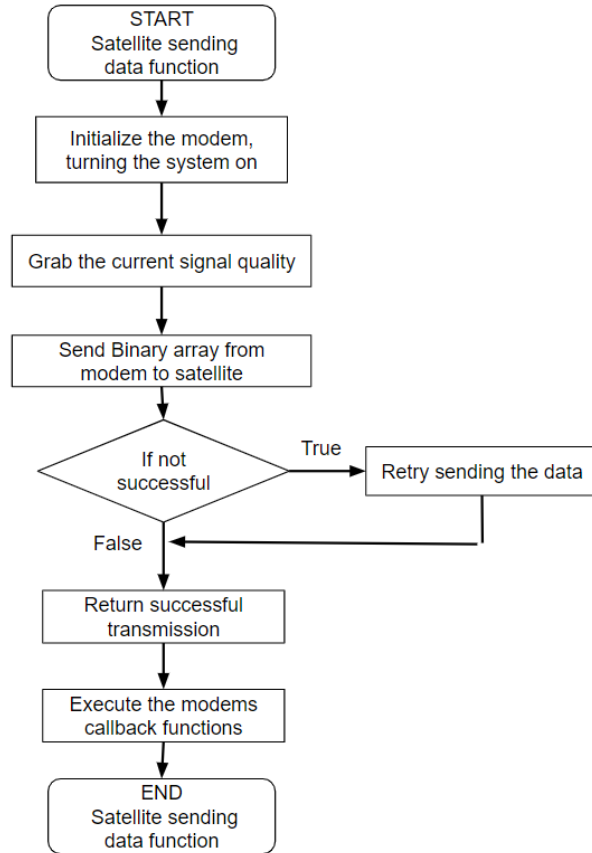 START
Satellite sending
data function
Initialize the modem,
turning the system on
Grab the current signal quality
Send Binary array from
modem to satellite
If not
successful
True
Retry sending the data
False
Return successful
transmission
Execute the modems
callback functions
END
Satellite sending
data function